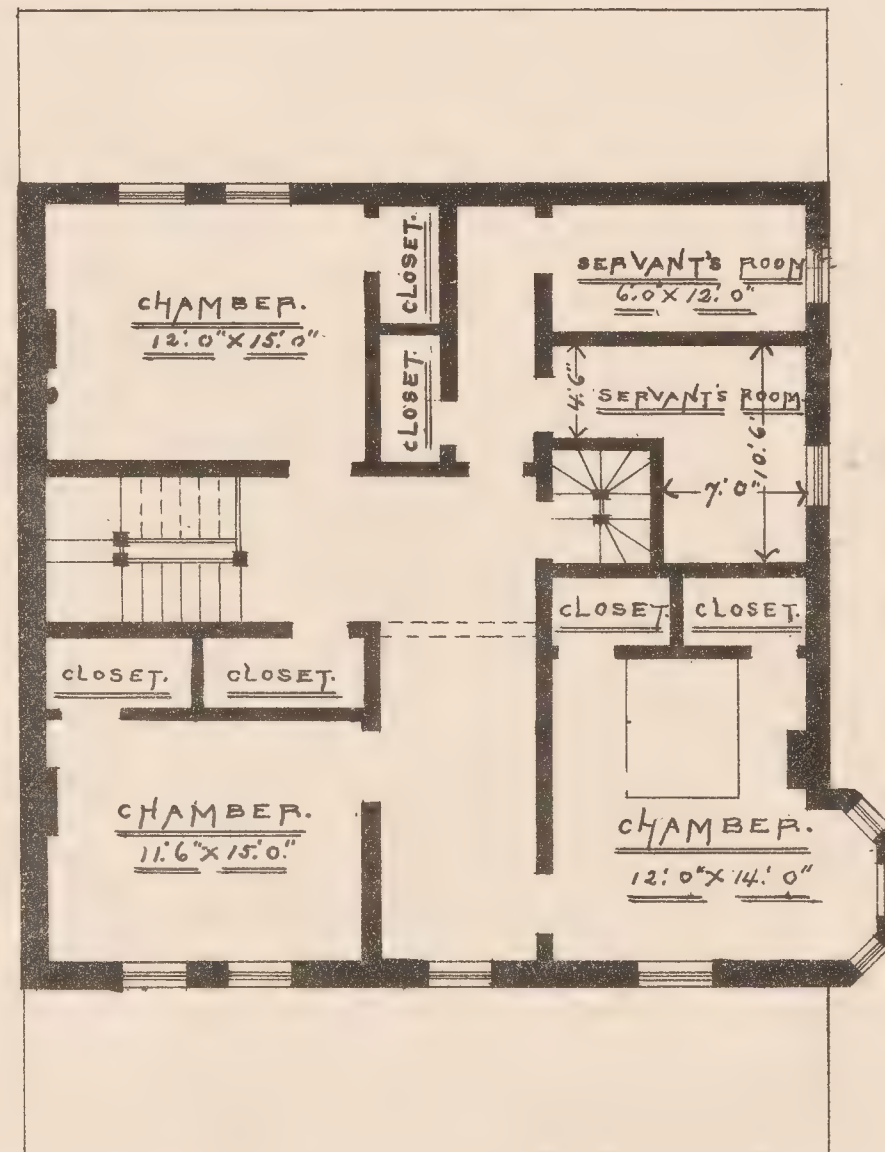 CLOSET.
CHAMBER.
12'.0" X 15'.0"
SERVANT'S ROOM
6'.0" X 12'.0"
CLOSET.
4'6"
SERVANT'S ROOM
10'.6"
7'.0"
CLOSET.
CLOSET.
CLOSET.
CLOSET.
CHAMBER.
11'.6" X 15'.0"
CHAMBER.
12'.0" X 14'.0"